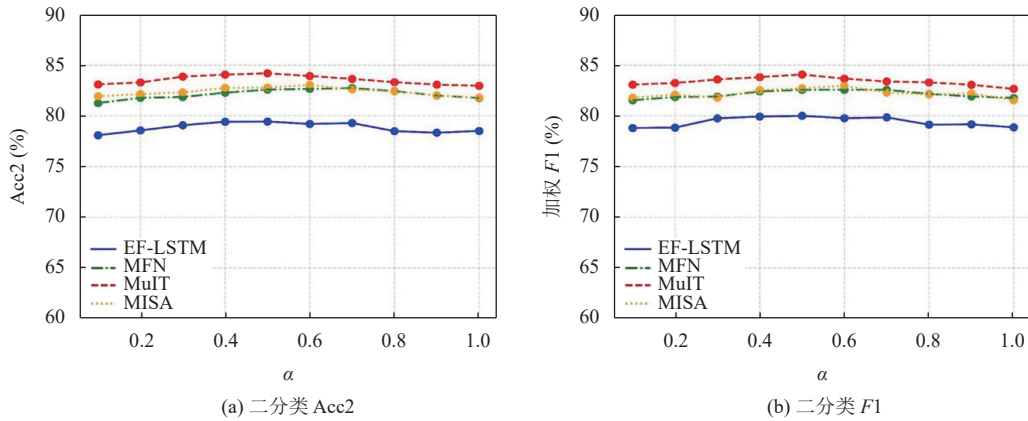 90
85
80
75
70
65
60
Acc2 (%)
EF-LSTM
MFN
MuIT
MISA
0.2 0.4 0.6 0.8 1.0
α
(a) 二分类 Acc2
90
85
80
75
70
65
60
加权 F1 (%)
EF-LSTM
MFN
MuIT
MISA
0.2 0.4 0.6 0.8 1.0
α
(b) 二分类 F1